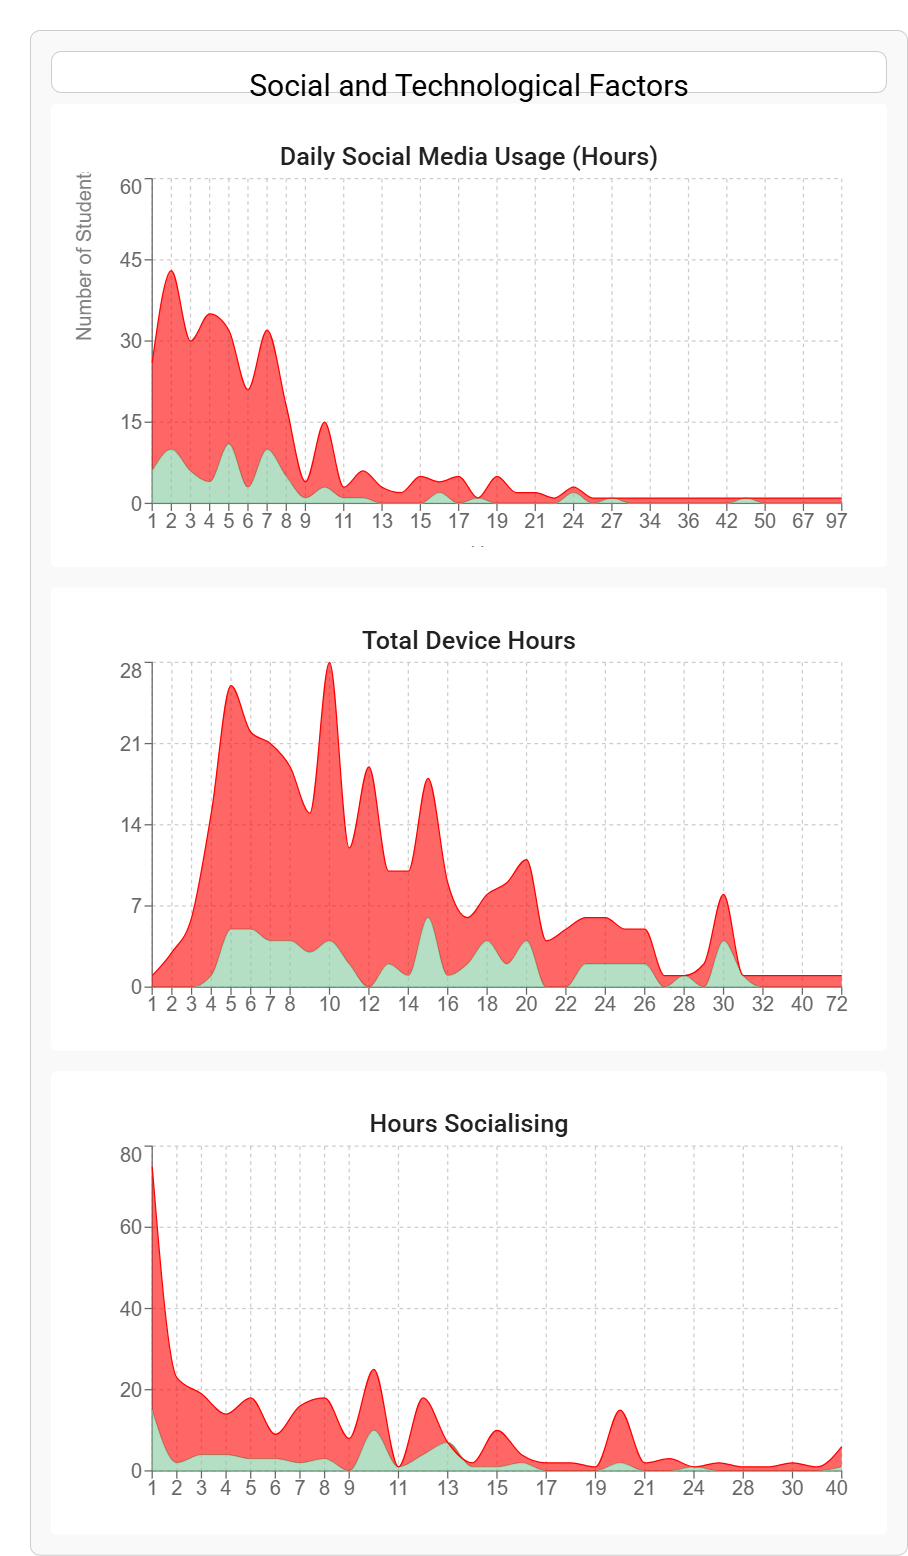 Social and Technological Factors
Daily Social Media Usage (Hours)
Number of Student
60
45
30
15
0
1 2 3 4 5 6 7 8 9 11 13 15 17 19 21 24 27 34 36 42 50 67 97
Total Device Hours
28
21
14
7
0
1 2 3 4 5 6 7 8 10 12 14 16 18 20 22 24 26 28 30 32 40 72
Hours Socialising
80
60
40
20
0
1 2 3 4 5 6 7 8 9 11 13 15 17 19 21 24 28 30 40